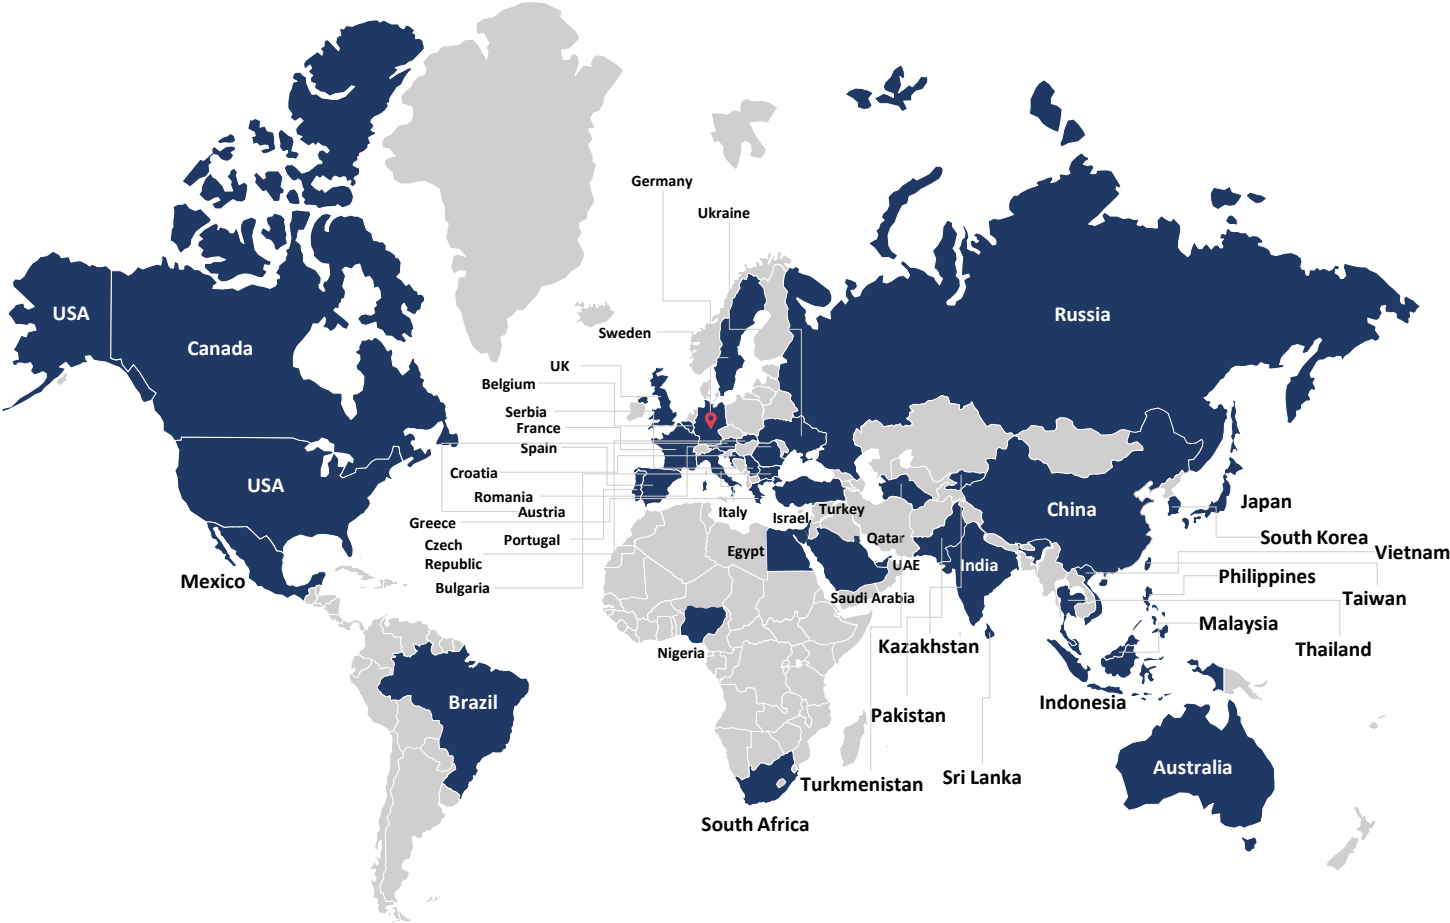 Germany
Ukraine
USA
Russia
Sweden
Canada
UK
Belgium
Serbia
France
Spain
Croatia
USA
Romania
Austria
Italy
Israel
Turkey
China
Japan
Greece
Portugal
Czech
Republic
Qatar
South Korea
Egypt
UAE
India
Vietnam
Mexico
Bulgaria
Saudi Arabia
Philippines
Taiwan
Malaysia
Nigeria
Kazakhstan
Thailand
Brazil
Pakistan
Indonesia
Australia
Turkmenistan
Sri Lanka
South Africa